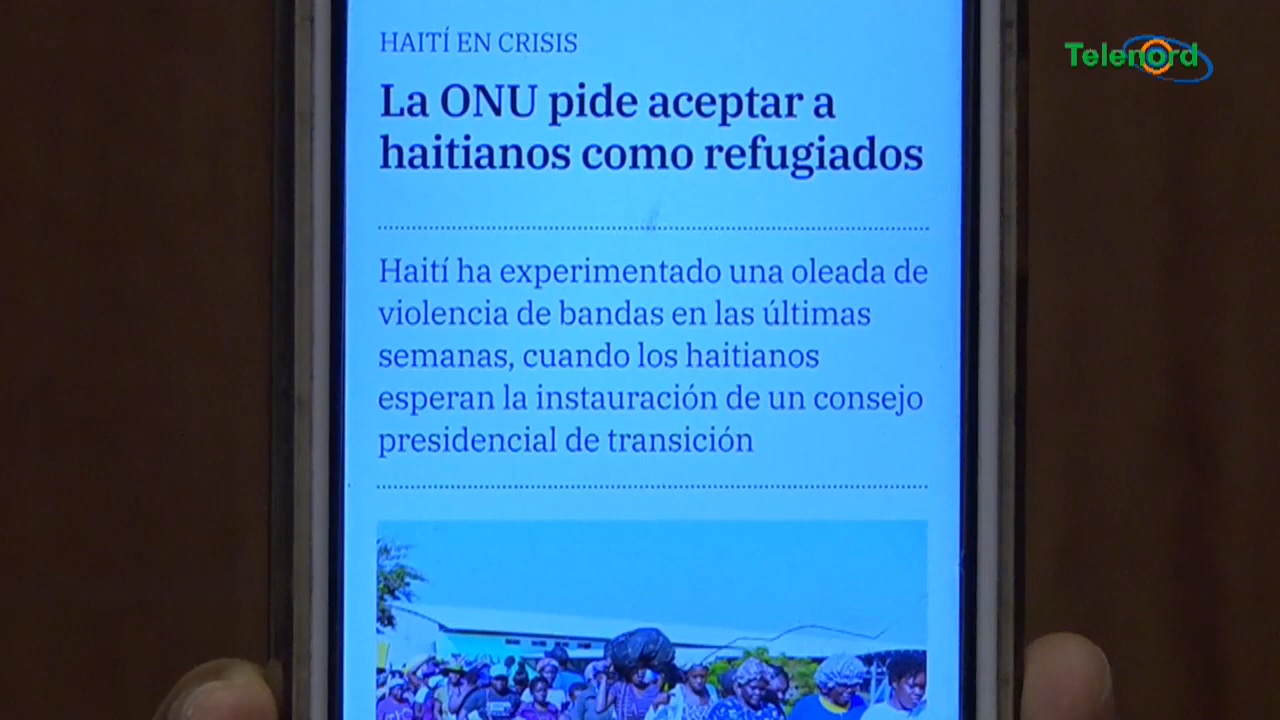 HAITÍ EN CRISIS
Telenord
La ONU pide aceptar a
haitianos como refugiados
Haití ha experimentado una oleada de
violencia de bandas en las últimas
semanas, cuando los haitianos
esperan la instauración de un consejo
presidencial de transición